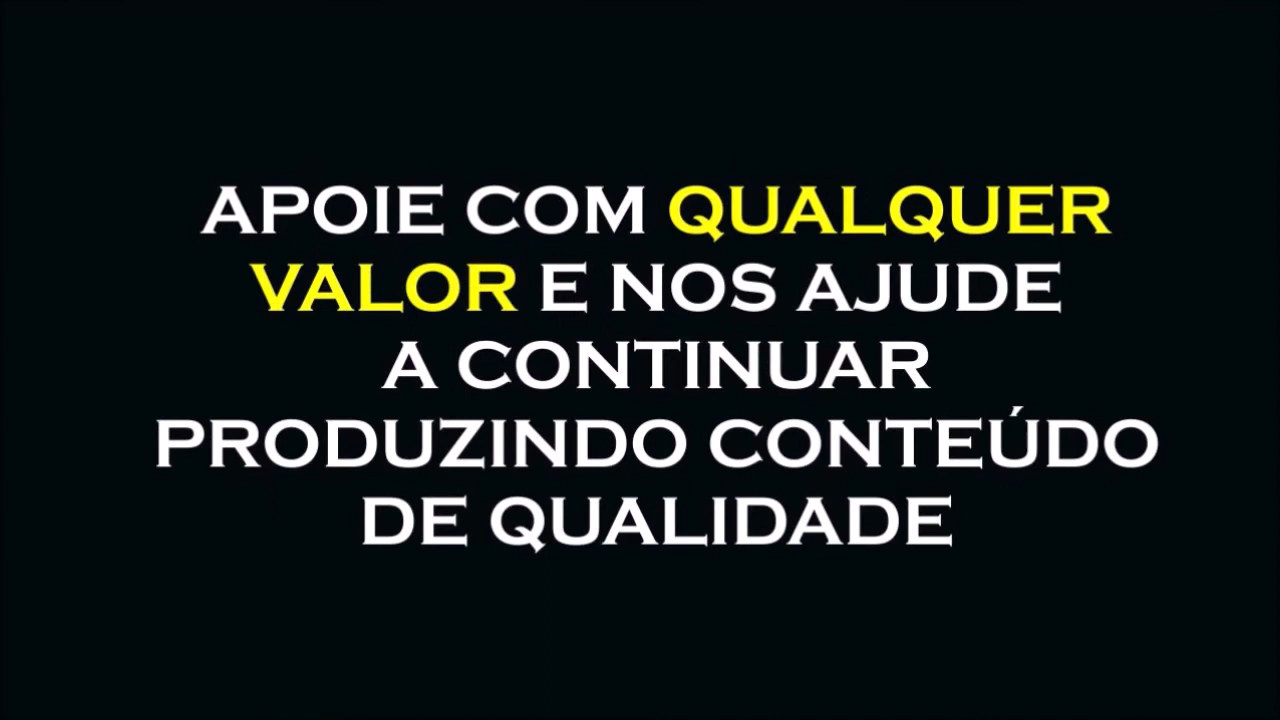 APOIE COM QUALQUER
VALOR E NOS AJUDE
A CONTINUAR
PRODUZINDO CONTEÚDO
DE QUALIDADE